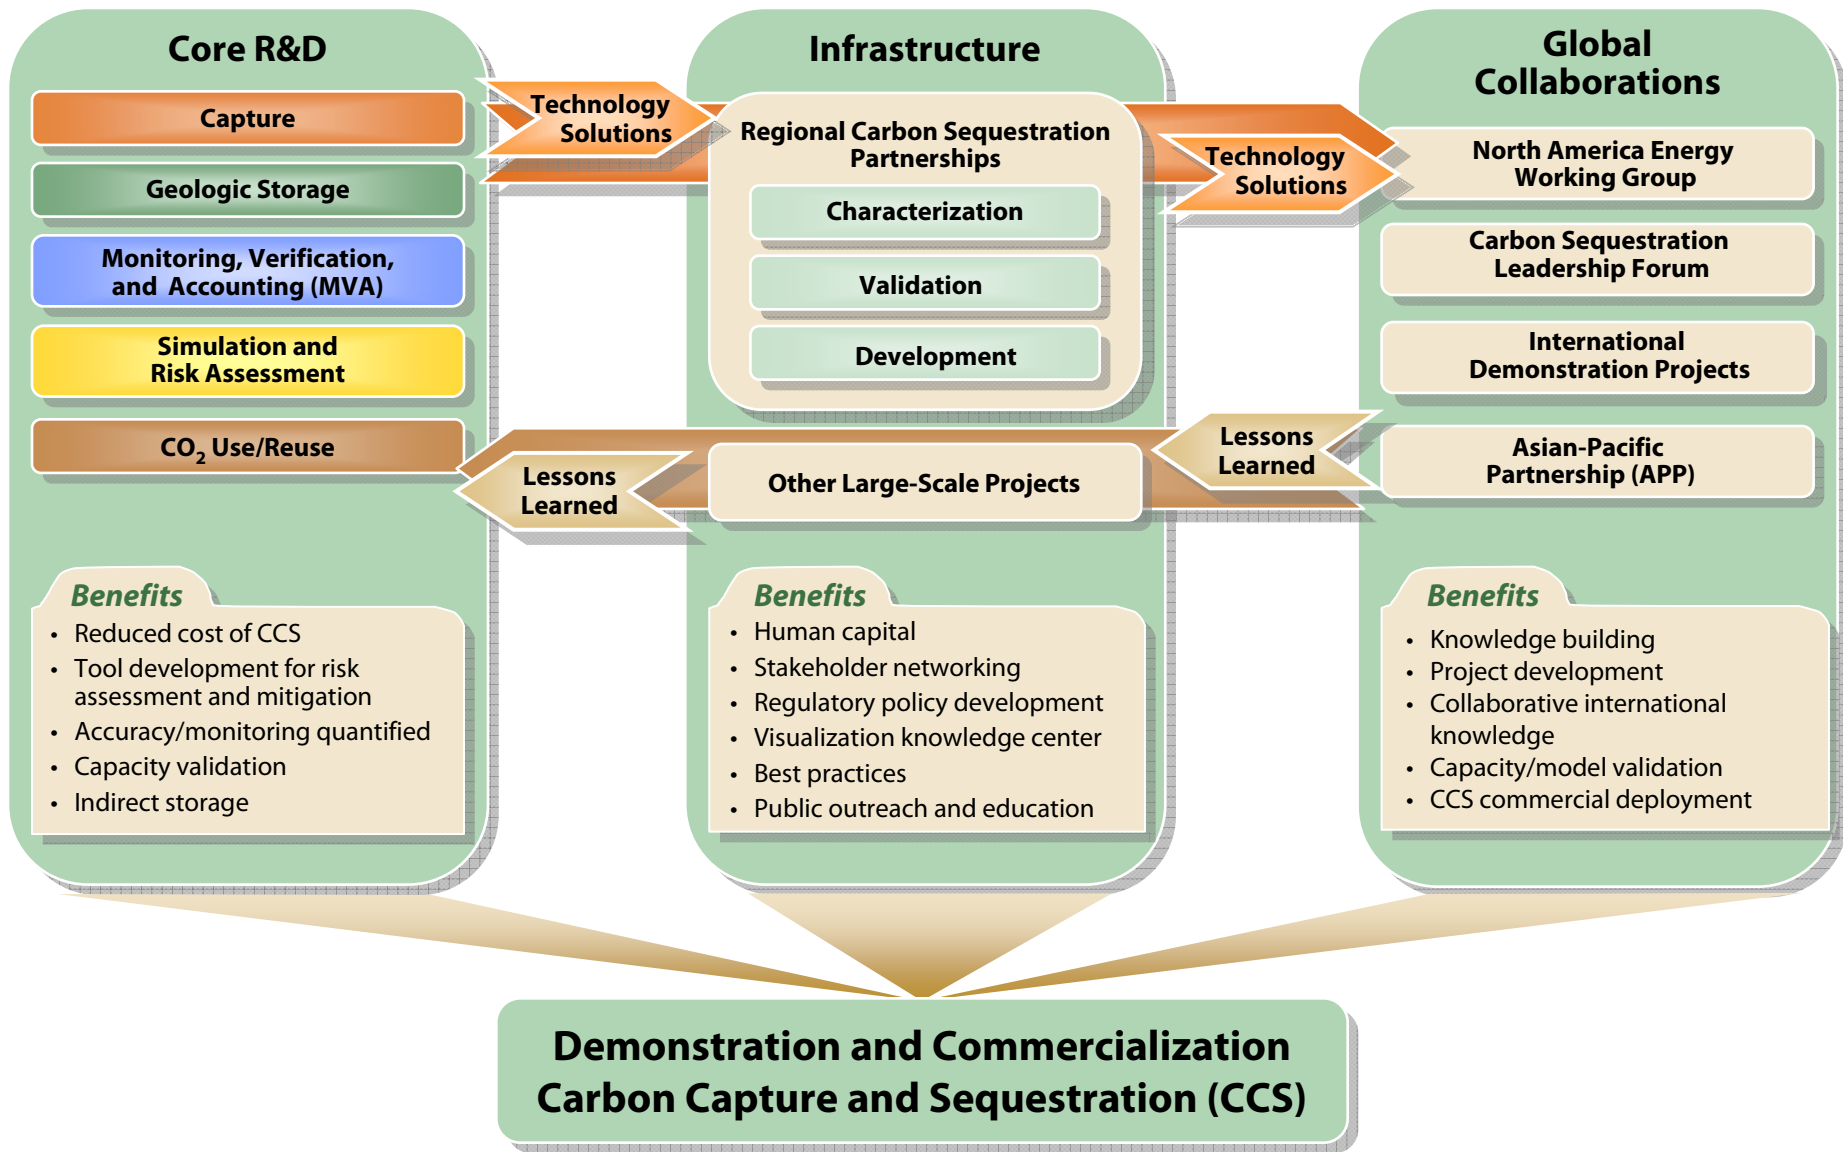 Core R&D
Capture
Geologic Storage
Monitoring, Verification,
and Accounting (MVA)
Simulation and
Risk Assessment
CO₂ Use/Reuse
Benefits
• Reduced cost of CCS
• Tool development for risk
assessment and mitigation
• Accuracy/monitoring quantified
• Capacity validation
• Indirect storage
Technology
Solutions
Lessons
Learned
Infrastructure
Regional Carbon Sequestration
Partnerships
Characterization
Validation
Development
Other Large-Scale Projects
Benefits
• Human capital
• Stakeholder networking
• Regulatory policy development
• Visualization knowledge center
• Best practices
• Public outreach and education
Technology
Solutions
Lessons
Learned
Global
Collaborations
North America Energy
Working Group
Carbon Sequestration
Leadership Forum
International
Demonstration Projects
Asian-Pacific
Partnership (APP)
Benefits
• Knowledge building
• Project development
• Collaborative international
knowledge
• Capacity/model validation
• CCS commercial deployment
Demonstration and Commercialization
Carbon Capture and Sequestration (CCS)